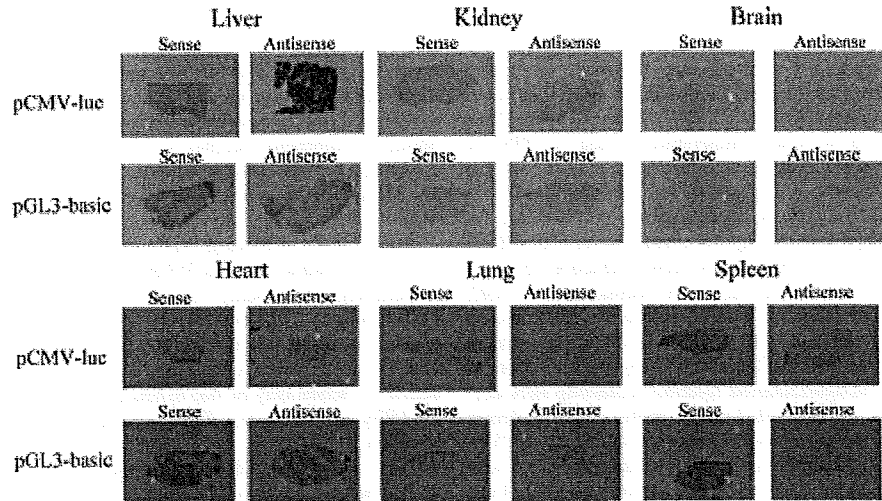 Liver Kidney Brain
Sense Antisense Sense Antisense Sense Antisense
pCMV-luc
Sense Antisense Sense Antisense Sense Antisense
pGL3-basic
Heart Lung Spleen
Sense Antisense Sense Antisense Sense Antisense
pCMV-luc
Sense Antisense Sense Antisense Sense Antisense
pGL3-basic